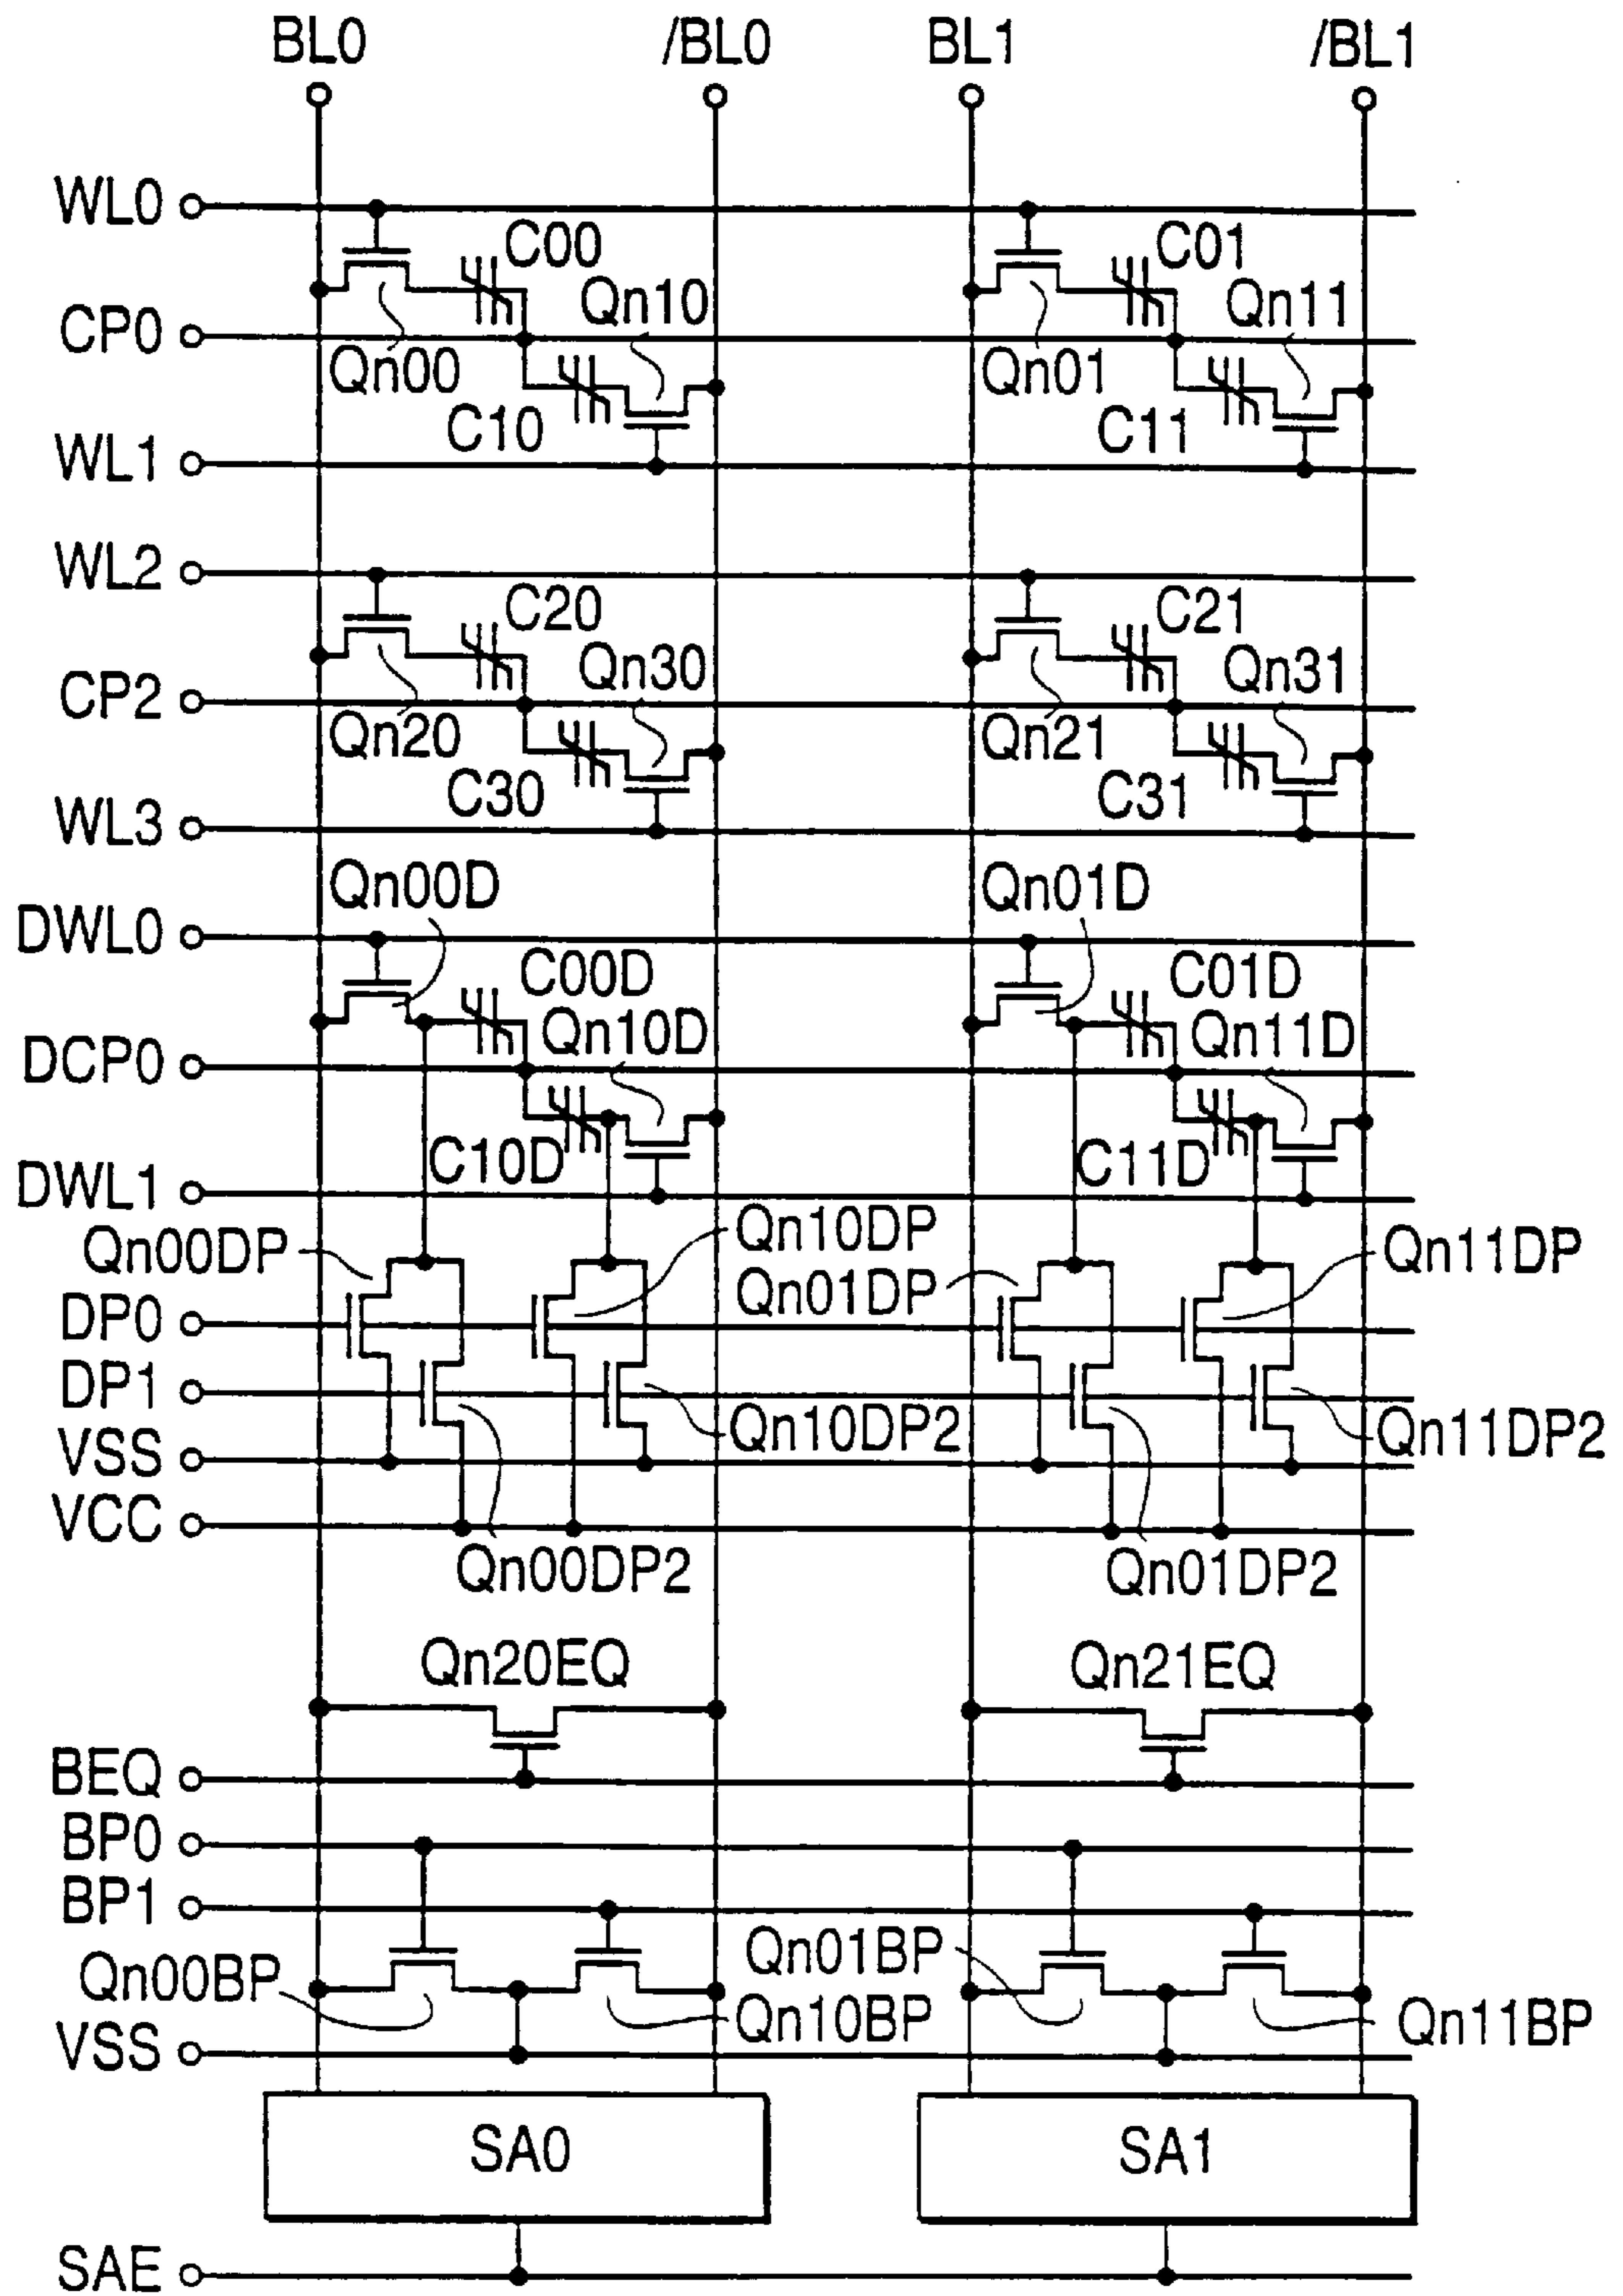 BL0 /BL0 BL1 /BL1
WL0
C00 C01
Qn10 Qn11
CP0
Qn00 Qn01
C10 C11
WL1
WL2
C20 C21
Qn30 Qn31
CP2
Qn20 Qn21
C30 C31
WL3
Qn00D Qn01D
DWL0
C00D C01D
Qn10D Qn11D
DCP0
C10D C11D
DWL1
Qn00DP Qn10DP Qn11DP
Qn01DP
DP0
DP1
Qn10DP2 Qn11DP2
VSS
VCC
Qn00DP2 Qn01DP2
Qn20EQ Qn21EQ
BEQ
BP0
BP1
Qn00BP Qn01BP
Qn10BP Qn11BP
VSS
SA0 SA1
SAE